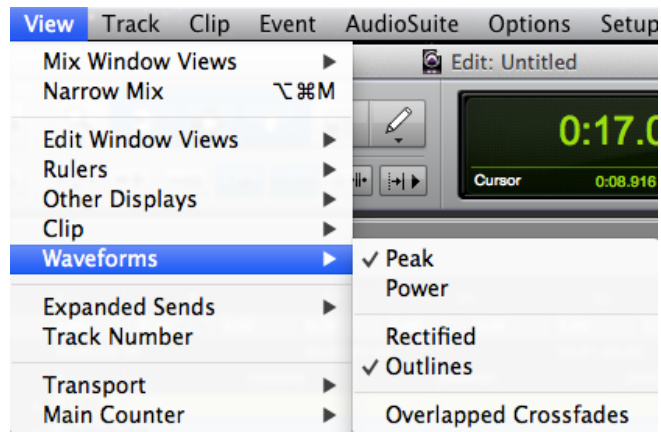 View Track Clip Event AudioSuite Options Setup
Mix Window Views
Narrow Mix ⌥⌘M
Edit Window Views
Rulers
Other Displays
Clip
Waveforms
Expanded Sends
Track Number
Transport
Main Counter
Edit: Untitled
0:17.0
Cursor 0:08.916
✓ Peak
Power
Rectified
✓ Outlines
Overlapped Crossfades